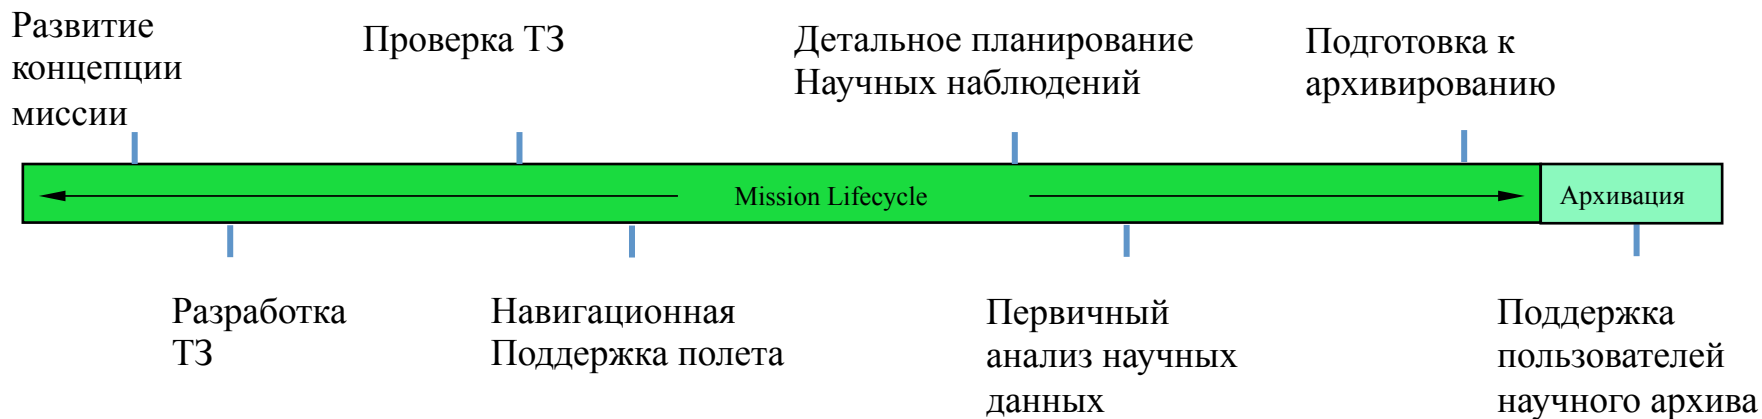 Развитие
концепции
миссии
Проверка ТЗ
Детальное планирование
Научных наблюдений
Подготовка к
архивированию
Mission Lifecycle
Архивация
Разработка
ТЗ
Навигационная
Поддержка полета
Первичный
анализ научных
данных
Поддержка
пользователей
научного архива